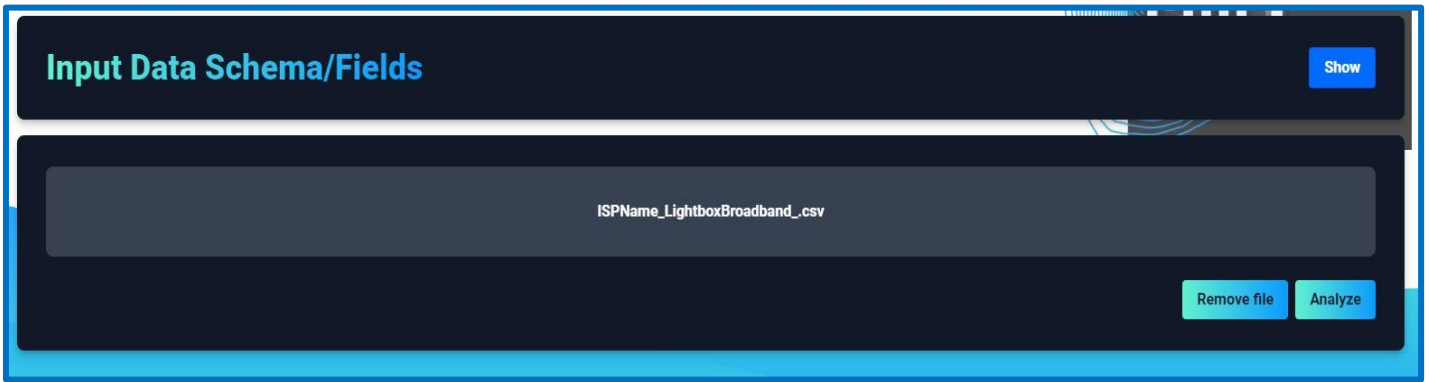 Input Data Schema/Fields
Show
ISPName_LightboxBroadband_.csv
Remove file
Analyze